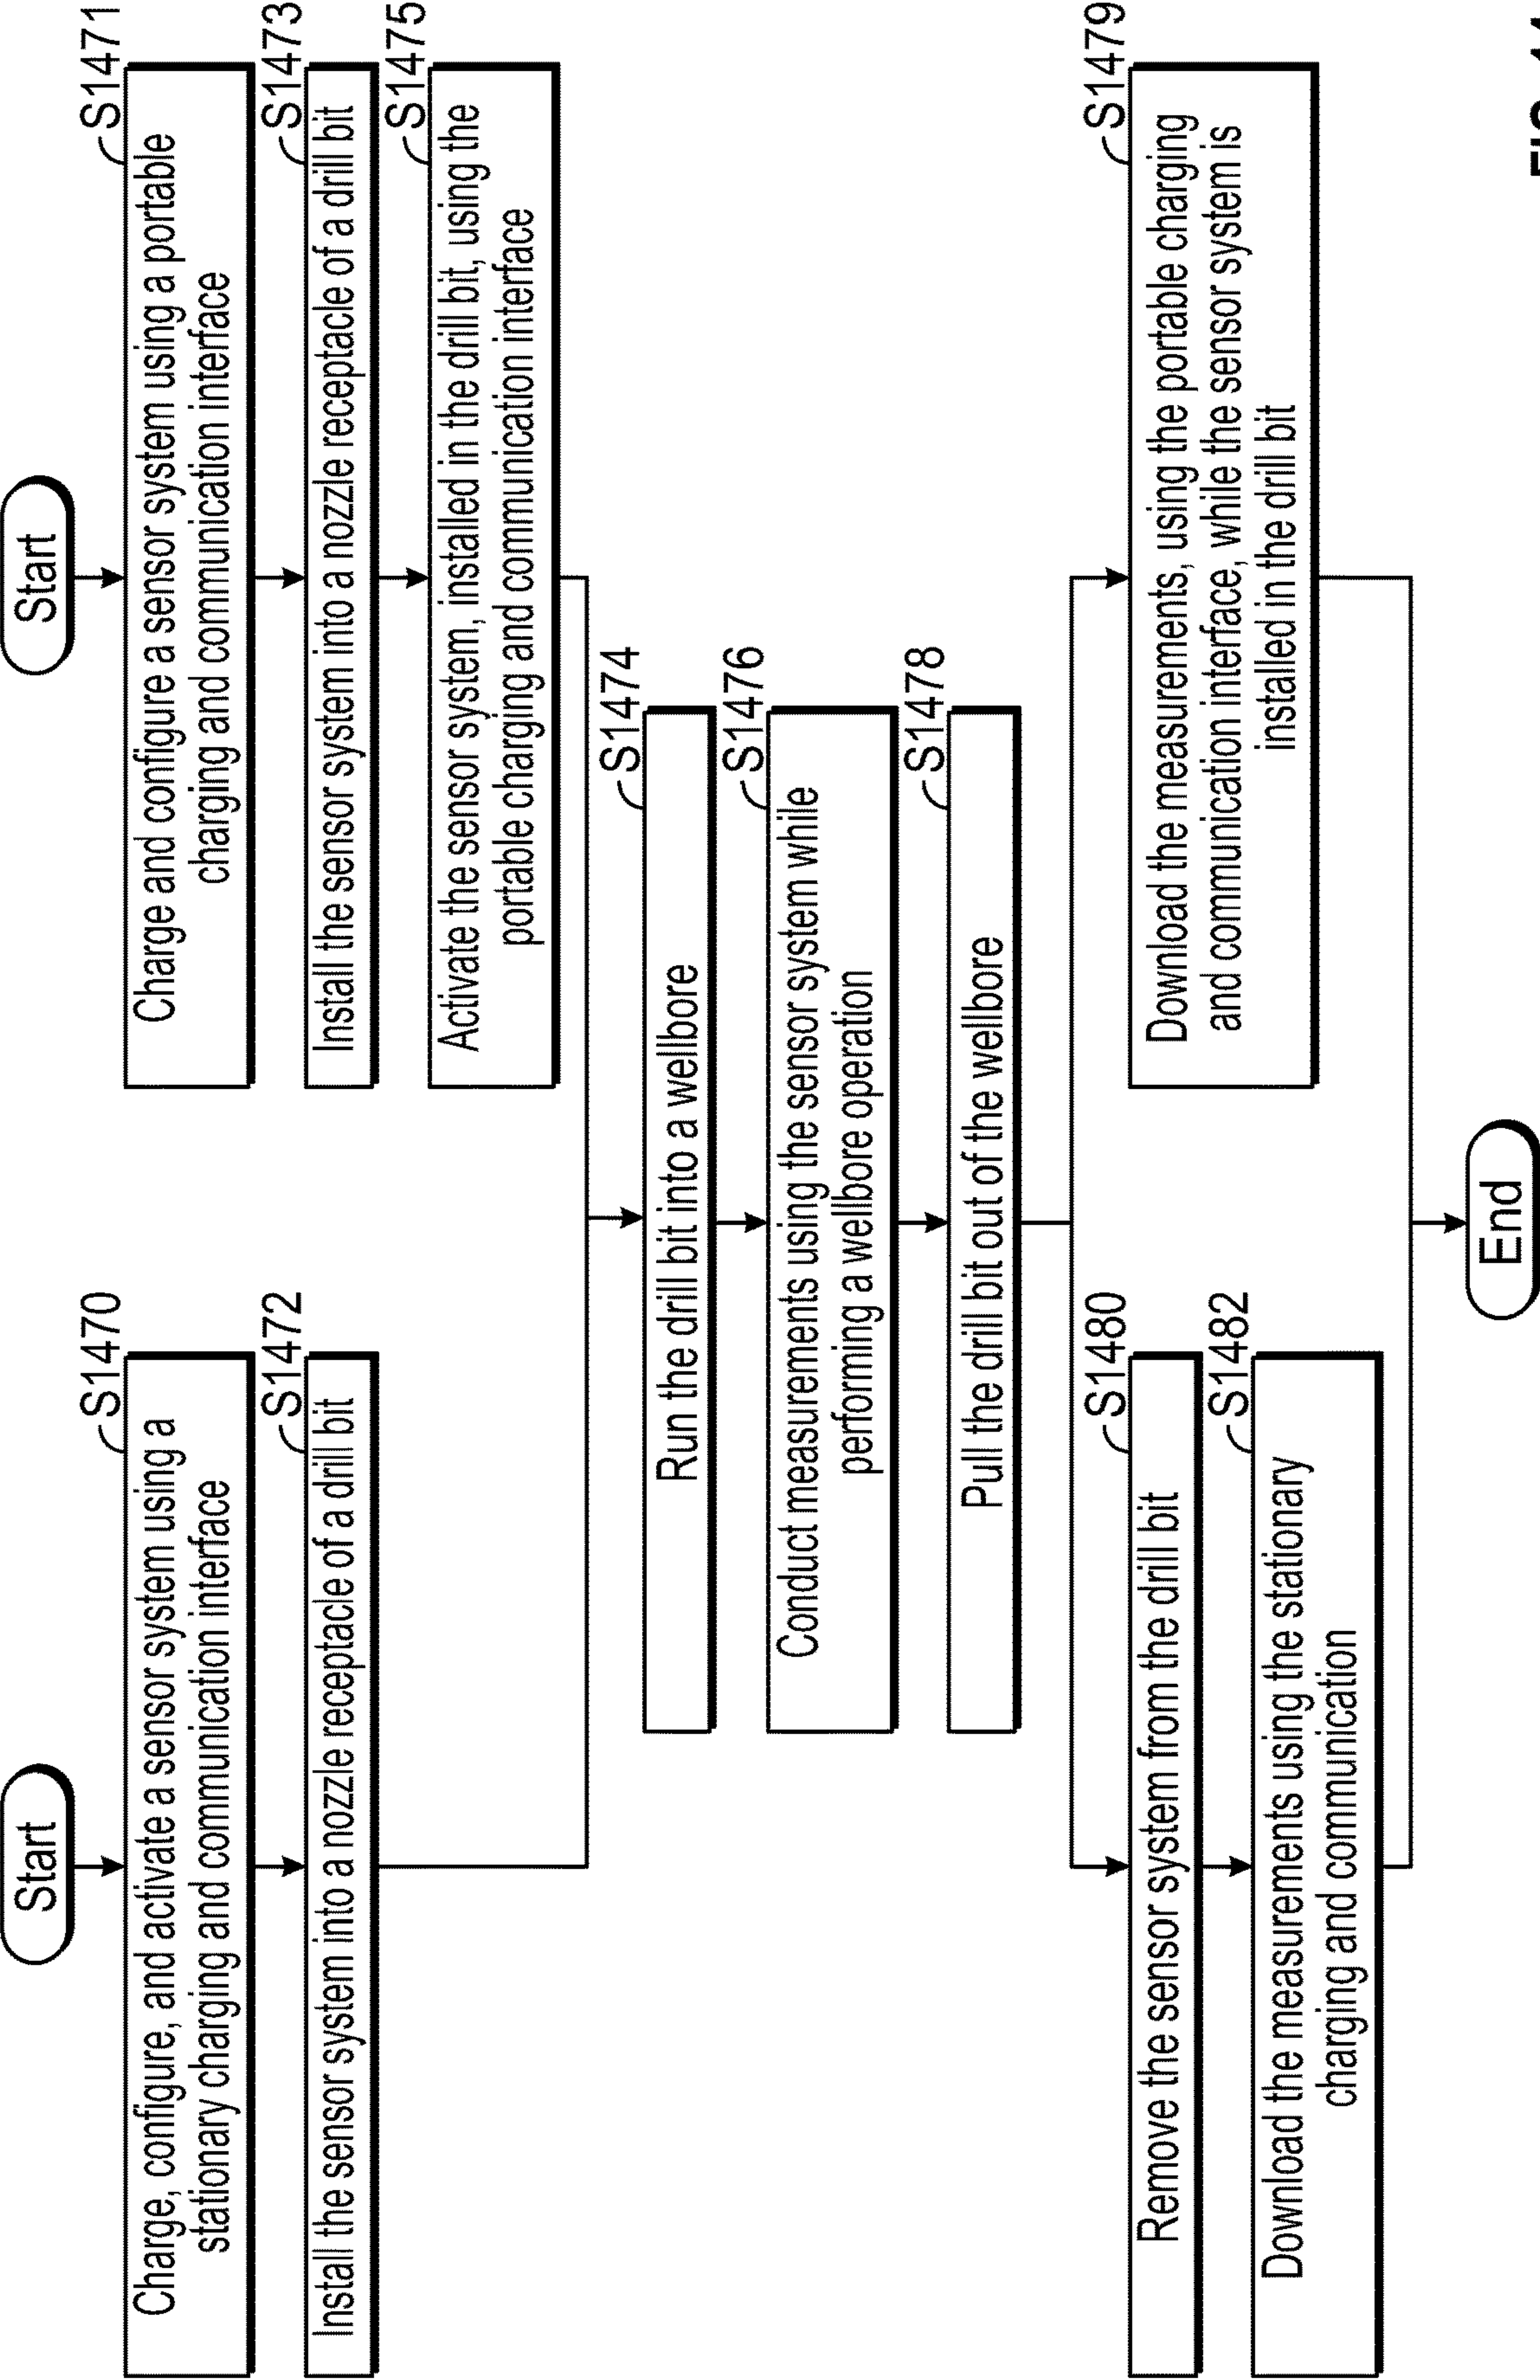 Start
S1470
Charge, configure, and activate a sensor system using a
stationary charging and communication interface
S1472
Install the sensor system into a nozzle receptacle of a drill bit
Start
S1471
Charge and configure a sensor system using a portable
charging and communication interface
S1473
Install the sensor system into a nozzle receptacle of a drill bit
S1475
Activate the sensor system, installed in the drill bit, using the
portable charging and communication interface
S1474
Run the drill bit into a wellbore
S1476
Conduct measurements using the sensor system while
performing a wellbore operation
S1478
Pull the drill bit out of the wellbore
S1480
Remove the sensor system from the drill bit
S1482
Download the measurements using the stationary
charging and communication
S1479
Download the measurements, using the portable charging
and communication interface, while the sensor system is
installed in the drill bit
End